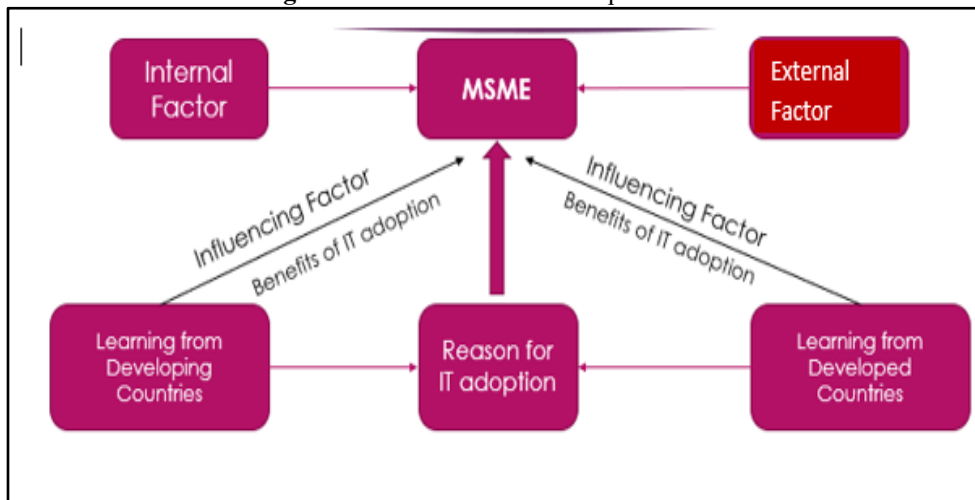 Internal
Factor
MSME
External
Factor
Influencing Factor
Benefits of IT adoption
Influencing Factor
Benefits of IT adoption
Learning from
Developing
Countries
Reason for
IT adoption
Learning from
Developed
Countries